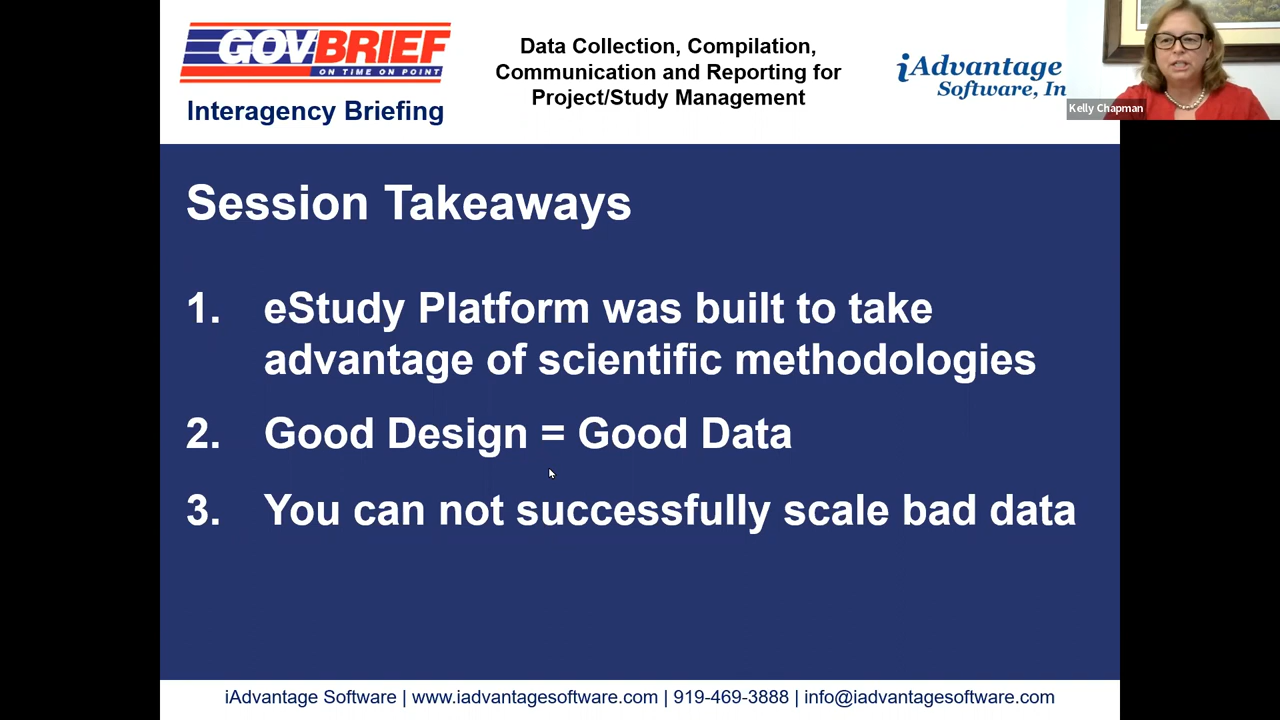 GOVBRIEF
ON TIME ON POINT
Interagency Briefing
Data Collection, Compilation,
Communication and Reporting for
Project/Study Management
iAdvantage
Software, In
Kelly Chapman
Session Takeaways
1. eStudy Platform was built to take
advantage of scientific methodologies
2. Good Design = Good Data
3. You can not successfully scale bad data
iAdvantage Software | www.iadvantagesoftware.com | 919-469-3888 | info@iadvantagesoftware.com